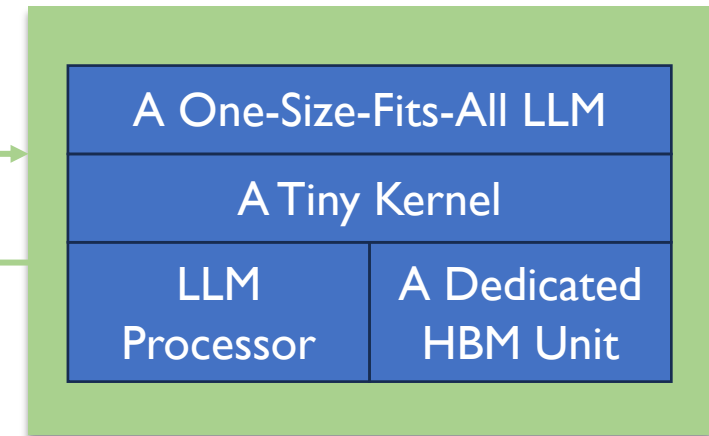 A One-Size-Fits-All LLM
A Tiny Kernel
LLM
Processor
A Dedicated
HBM Unit